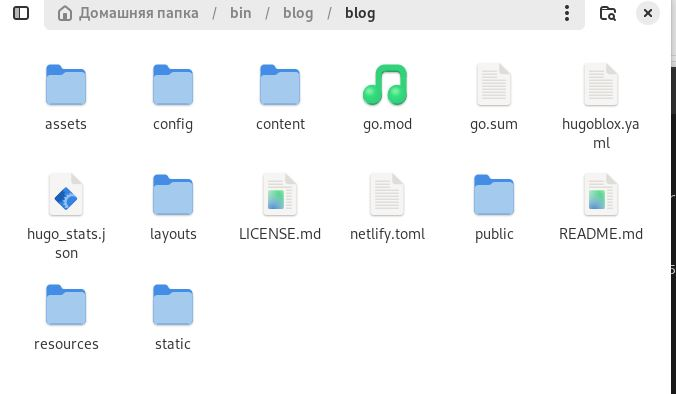 Домашняя папка / bin / blog / blog
assets config content go.mod go.sum hugoblox.ya
ml
hugo_stats.j layouts LICENSE.md netlify.toml public README.md
son
resources static